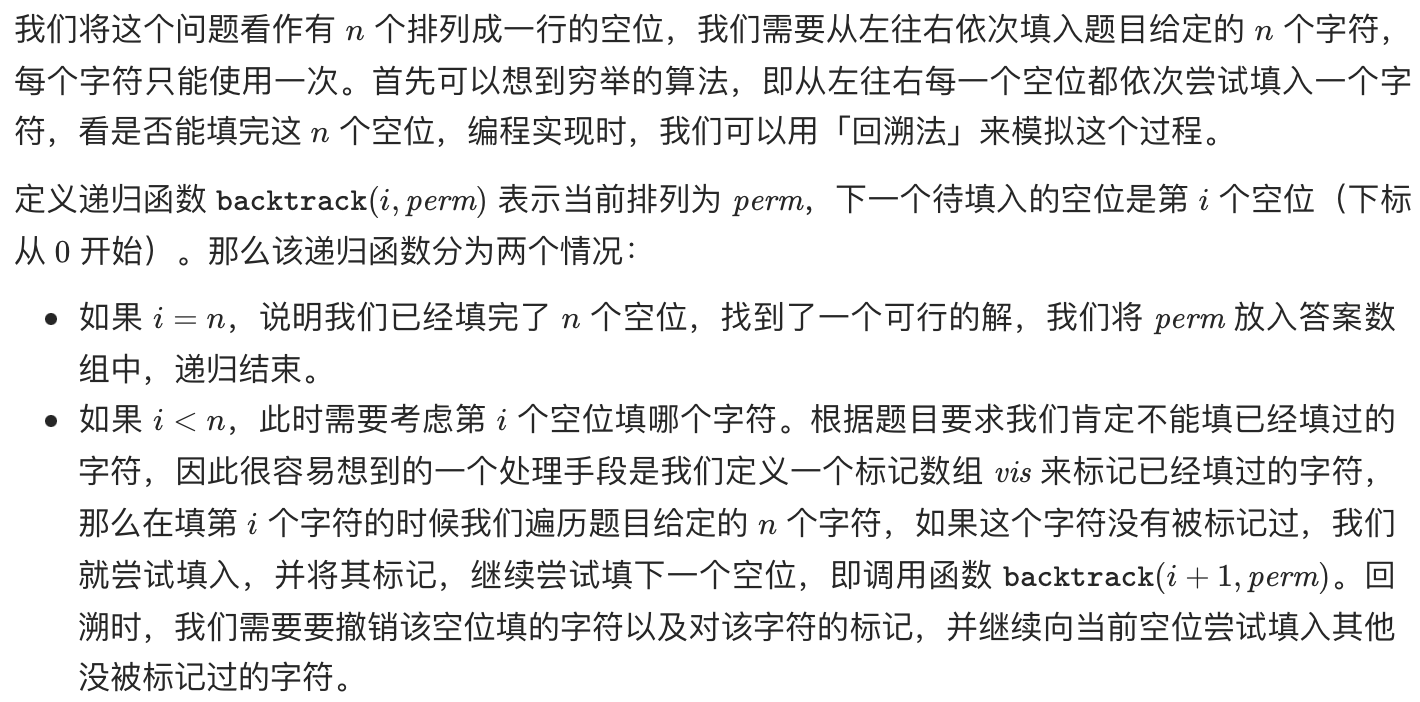 我们将这个问题看作有 n 个排列成一行的空位，我们需要从左往右依次填入题目给定的 n 个字符，
每个字符只能使用一次。首先可以想到穷举的算法，即从左往右每一个空位都依次尝试填入一个字
符，看是否能填完这 n 个空位，编程实现时，我们可以用「回溯法」来模拟这个过程。
定义递归函数 backtrack(i, perm) 表示当前排列为 perm，下一个待填入的空位是第 i 个空位（下标
从 0 开始）。那么该递归函数分为两个情况：
• 如果 i = n，说明我们已经填完了 n 个空位，找到了一个可行的解，我们将 perm 放入答案数
组中，递归结束。
• 如果 i < n，此时需要考虑第 i 个空位填哪个字符。根据题目要求我们肯定不能填已经填过的
字符，因此很容易想到的一个处理手段是我们定义一个标记数组 vis 来标记已经填过的字符，
那么在填第 i 个字符的时候我们遍历题目给定的 n 个字符，如果这个字符没有被标记过，我们
就尝试填入，并将其标记，继续尝试填下一个空位，即调用函数 backtrack(i + 1, perm)。回
溯时，我们需要要撤销该空位填的字符以及对该字符的标记，并继续向当前空位尝试填入其他
没被标记过的字符。